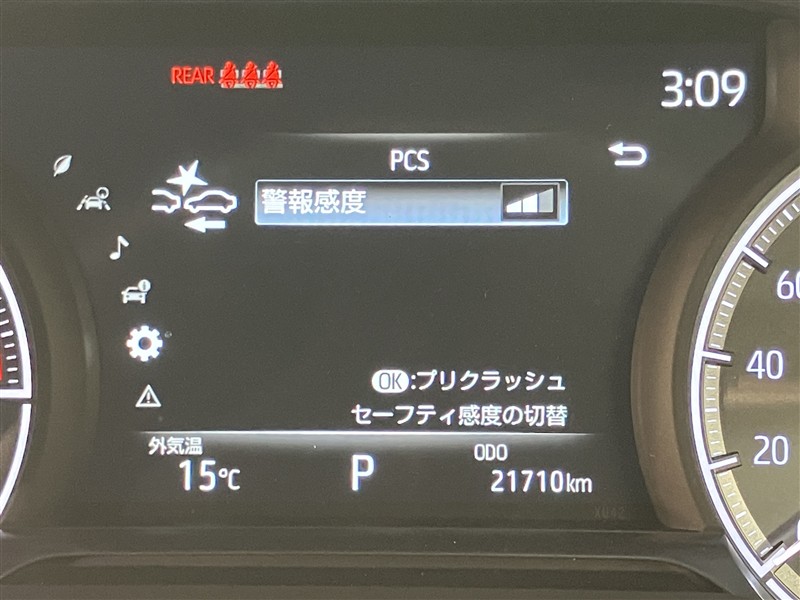 REAR
3:09
PCS
警報感度
OK:プリクラッシュ
セーフティ感度の切替
外気温
15℃
P
ODO
21710km
60
40
20